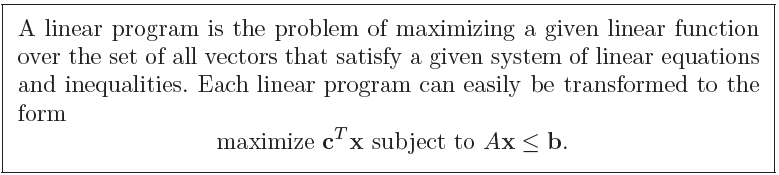 A linear program is the problem of maximizing a given linear function
over the set of all vectors that satisfy a given system of linear equations
and inequalities. Each linear program can easily be transformed to the
form
maximize cᵀx subject to Ax ≤ b.